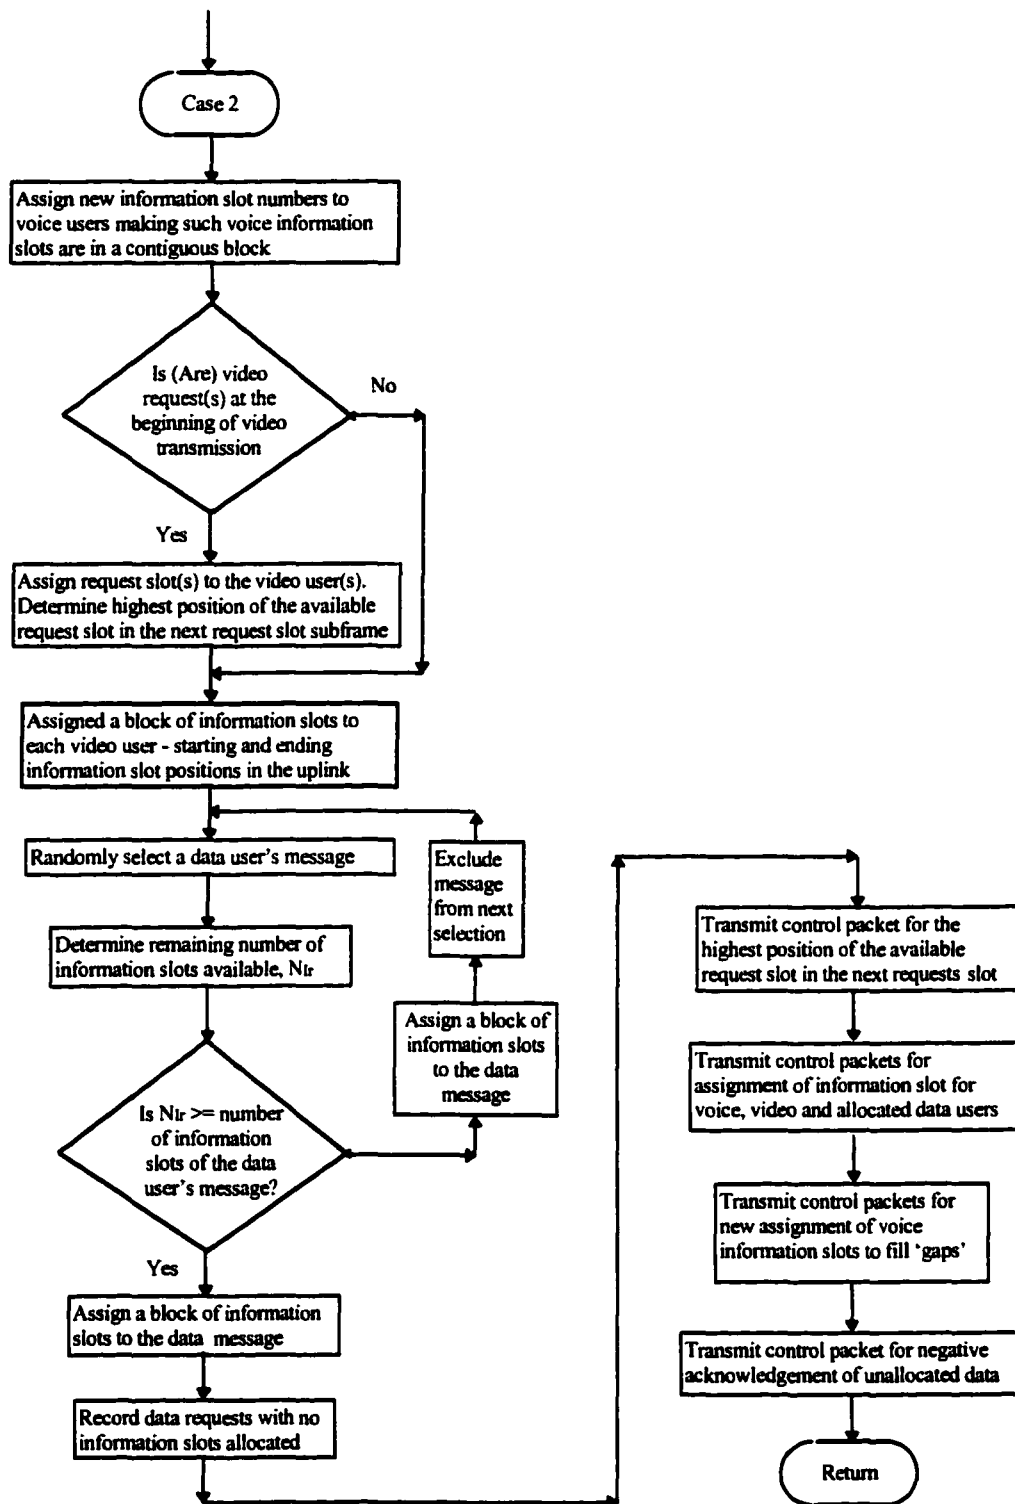 Case 2
Assign new information slot numbers to
voice users making such voice information
slots are in a contiguous block
Is (Are) video
request(s) at the
beginning of video
transmission
No
Yes
Assign request slot(s) to the video user(s).
Determine highest position of the available
request slot in the next request slot subframe
Assigned a block of information slots to
each video user - starting and ending
information slot positions in the uplink
Randomly select a data user's message
Determine remaining number of
information slots available, NIr
Is NIr >= number
of information
slots of the data
user's message?
Exclude
message
from next
selection
Assign a block of
information slots
to the data
message
Yes
Assign a block of information
slots to the data message
Record data requests with no
information slots allocated
Transmit control packet for the
highest position of the available
request slot in the next requests slot
Transmit control packets for
assignment of information slot for
voice, video and allocated data users
Transmit control packets for
new assignment of voice
information slots to fill 'gaps'
Transmit control packet for negative
acknowledgement of unallocated data
Return